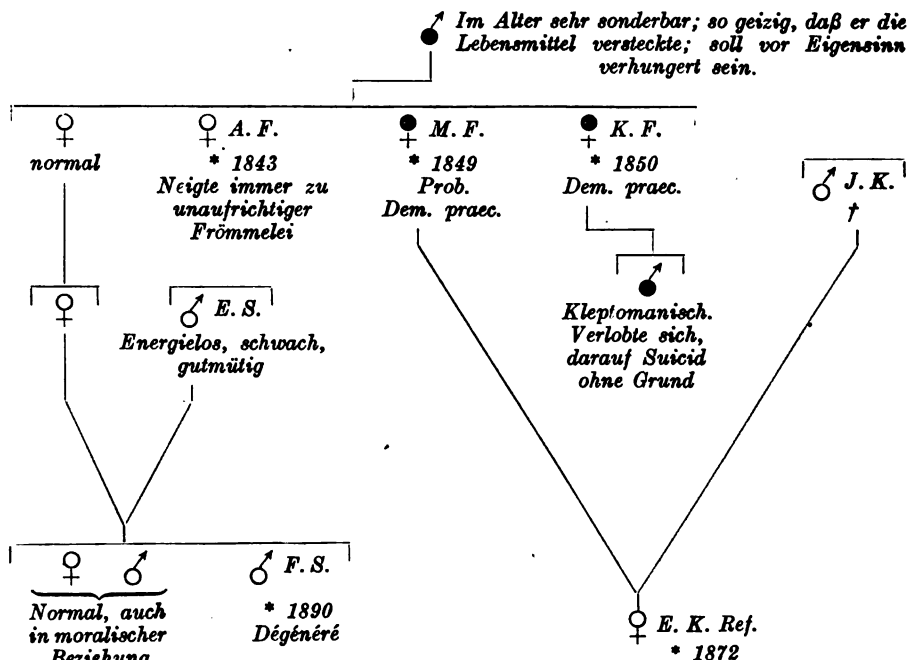 Im Alter sehr sonderbar; so geizig, daß er die
Lebensmittel versteckte; soll vor Eigensinn
verhungert sein.
normal
A. F.
* 1843
Neigte immer zu
unaufrichtiger
Frömmelei
M. F.
* 1849
Prob.
Dem. praec.
K. F.
* 1850
Dem. praec.
J. K.
†
E. S.
Energielos, schwach,
gutmütig
Kleptomanisch.
Verlobte sich,
darauf Suicid
ohne Grund
Normal, auch
in moralischer
Beziehung
F. S.
* 1890
Dégénéré
E. K. Ref.
* 1872